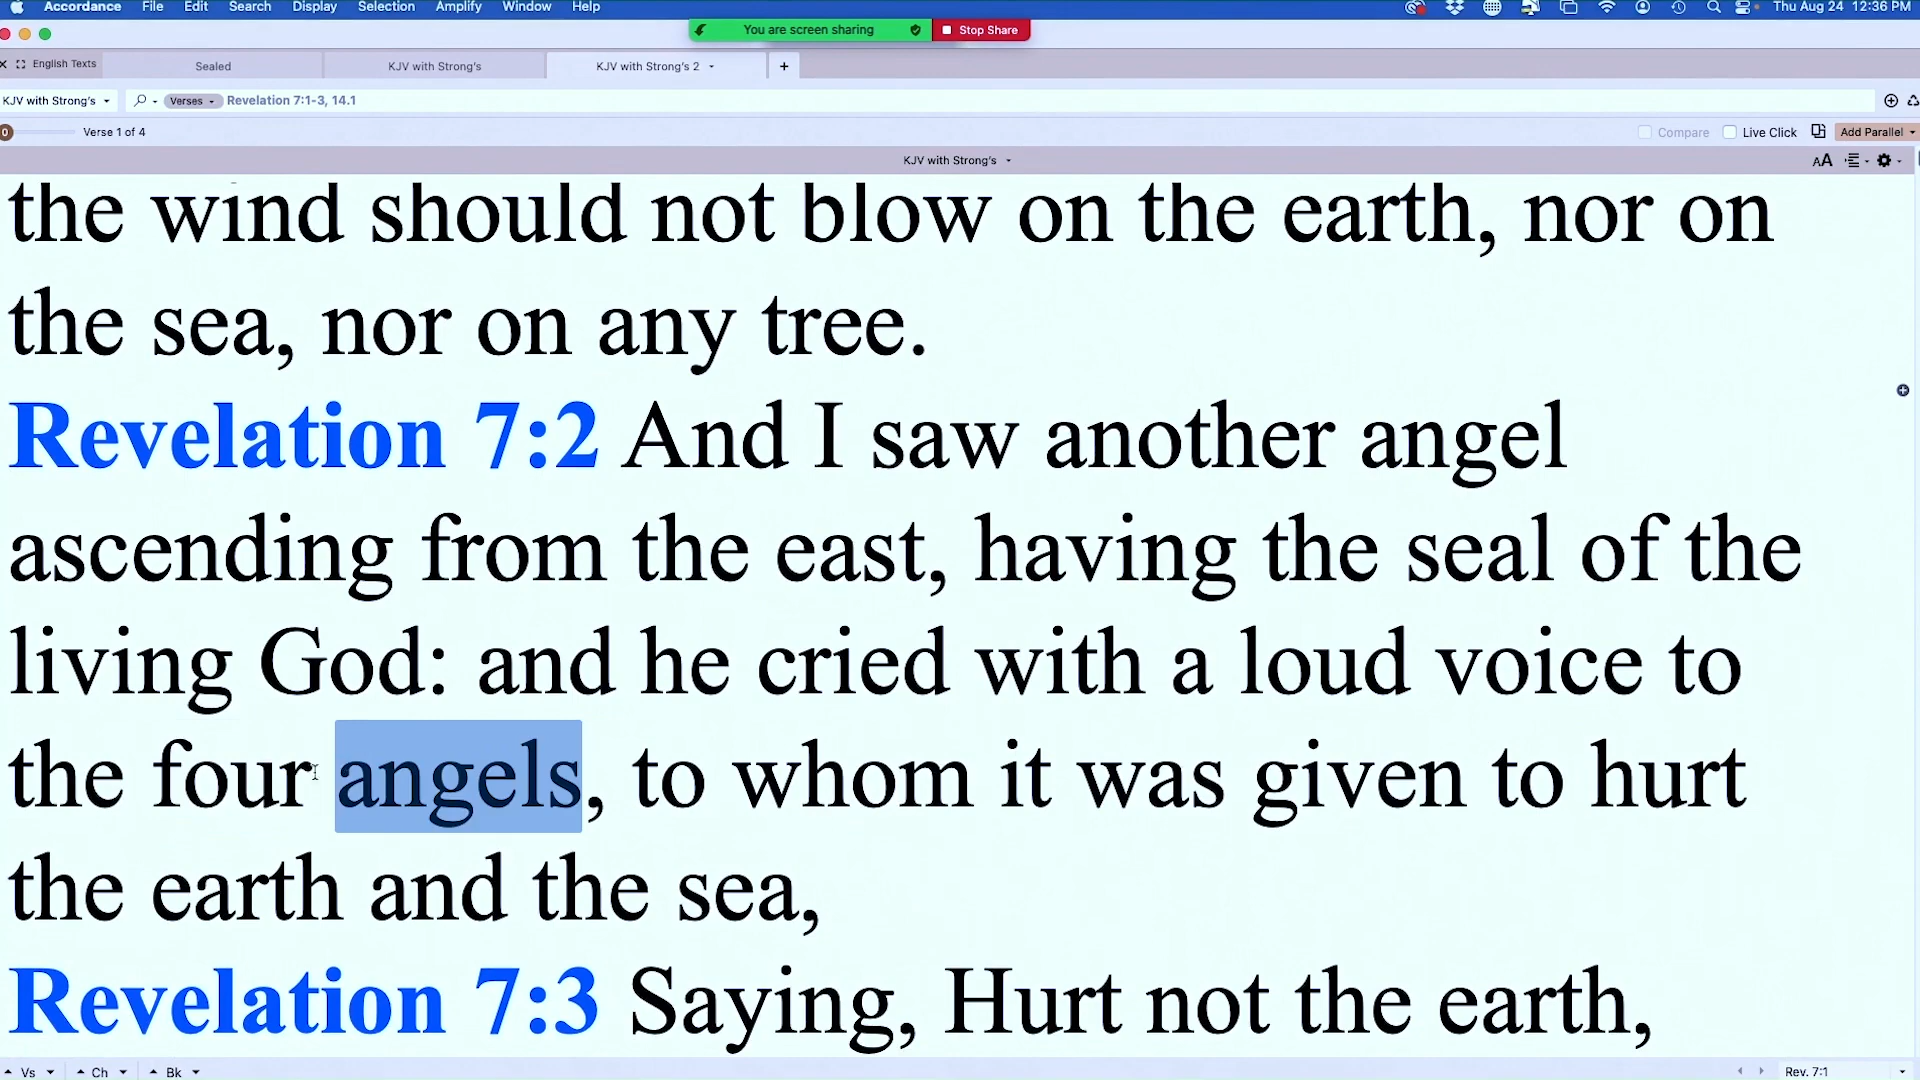 Accordance File Edit Search Display Selection Amplify Window Help Thu Aug 24 12:36 PM
You are screen sharing Stop Share
English Texts Sealed KJV with Strong's KJV with Strong's 2
KJV with Strong's Verses Revelation 7:1-3, 14.1
0 Verse 1 of 4 Compare Live Click Add Parallel
KJV with Strong's AA
the wind should not blow on the earth, nor on
the sea, nor on any tree.
Revelation 7:2 And I saw another angel
ascending from the east, having the seal of the
living God: and he cried with a loud voice to
the four angels, to whom it was given to hurt
the earth and the sea,
Revelation 7:3 Saying, Hurt not the earth,
Vs Ch Bk Rev. 7:1